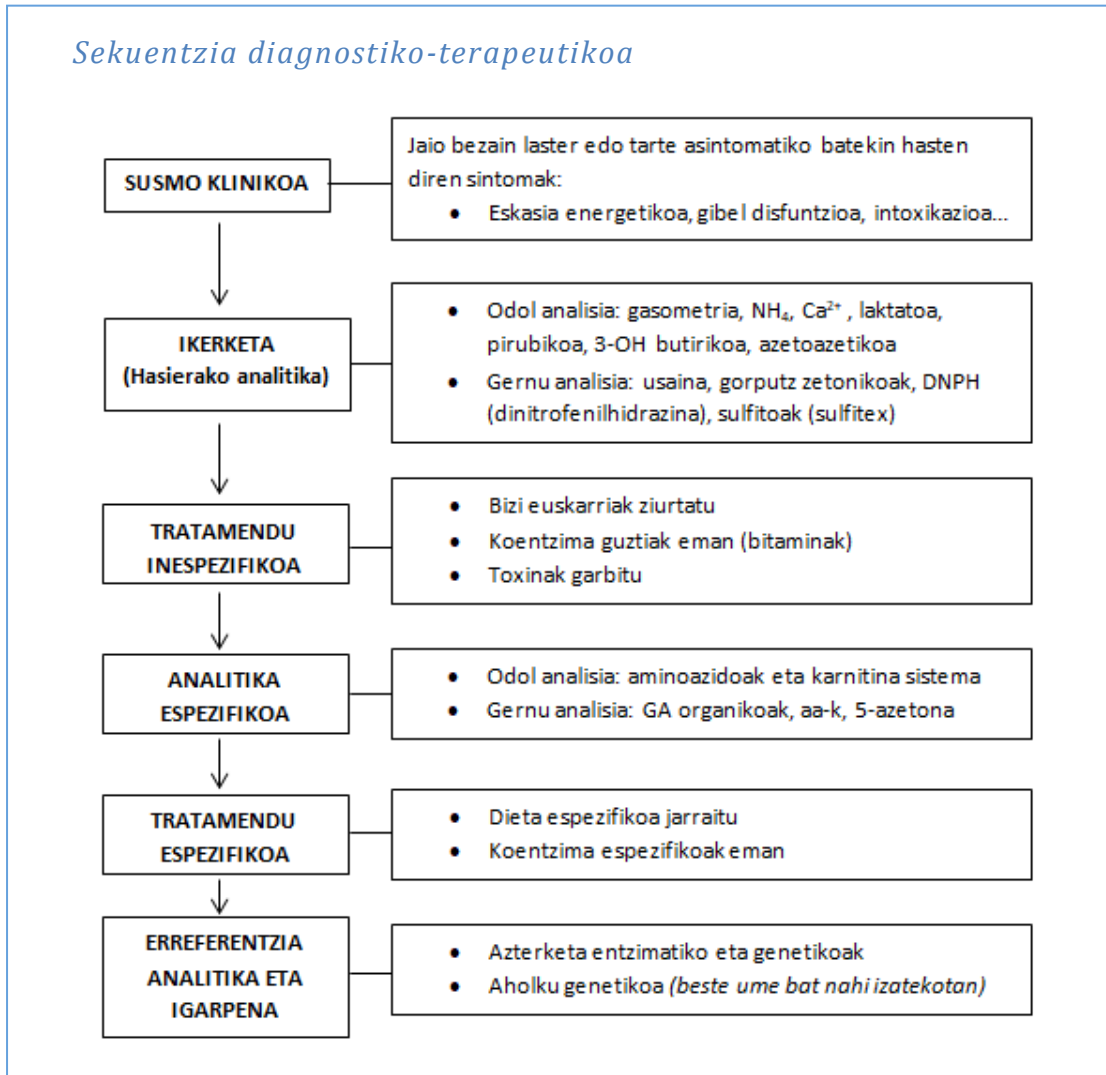 Sekuentzia diagnostiko-terapeutikoa
SUSMO KLINIKOA
Jaio bezain laster edo tarte asintomatiko batekin hasten
diren sintomak:
• Eskasia energetikoa, gibel disfuntzioa, intoxikazioa...
IKERKETA
(Hasierako analitika)
• Odol analisia: gasometria, NH₄, Ca²⁺ , laktatoa,
pirubikoa, 3-OH butirikoa, azetoazetikoa
• Gernu analisia: usaina, gorputz zetonikoak, DNPH
(dinitrofenilhidrazina), sulfitoak (sulfitex)
TRATAMENDU
INESPEZIFIKOA
• Bizi euskarriak ziurtatu
• Koentzima guztiak eman (bitaminak)
• Toxinak garbitu
ANALITIKA
ESPEZIFIKOA
• Odol analisia: aminoazidoak eta karnitina sistema
• Gernu analisia: GA organikoak, aa-k, 5-azetona
TRATAMENDU
ESPEZIFIKOA
• Dieta espezifikoa jarraitu
• Koentzima espezifikoak eman
ERREFERENTZIA
ANALITIKA ETA
IGARPENA
• Azterketa entzimatiko eta genetikoak
• Aholku genetikoa (beste ume bat nahi izatekotan)